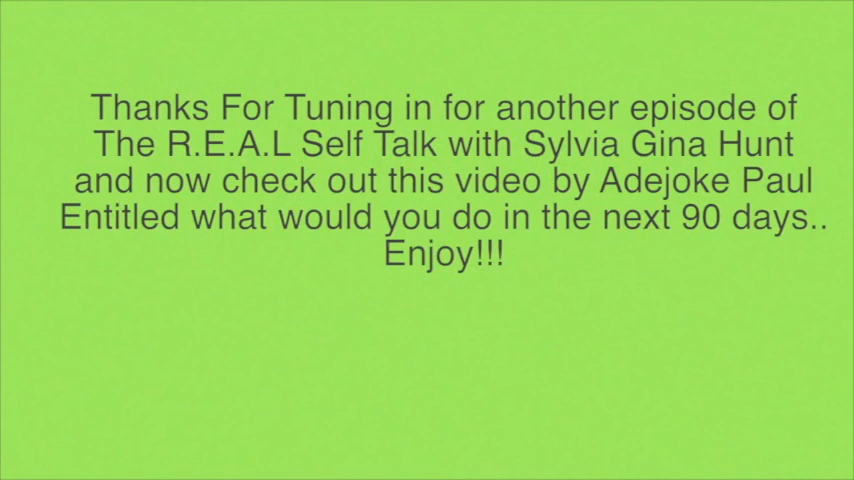 Thanks For Tuning in for another episode of
The R.E.A.L Self Talk with Sylvia Gina Hunt
and now check out this video by Adejoke Paul
Entitled what would you do in the next 90 days..
Enjoy!!!